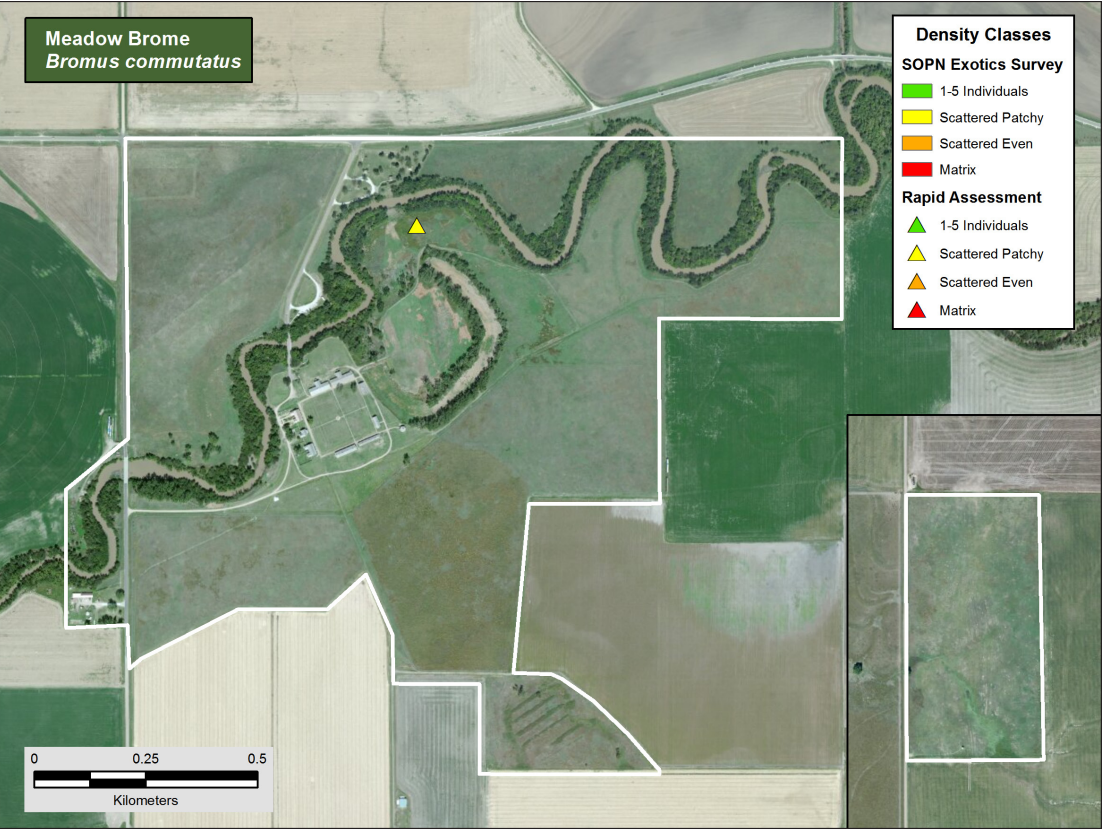 Meadow Brome
Bromus commutatus
Density Classes
SOPN Exotics Survey
1-5 Individuals
Scattered Patchy
Scattered Even
Matrix
Rapid Assessment
1-5 Individuals
Scattered Patchy
Scattered Even
Matrix
0 0.25 0.5
Kilometers